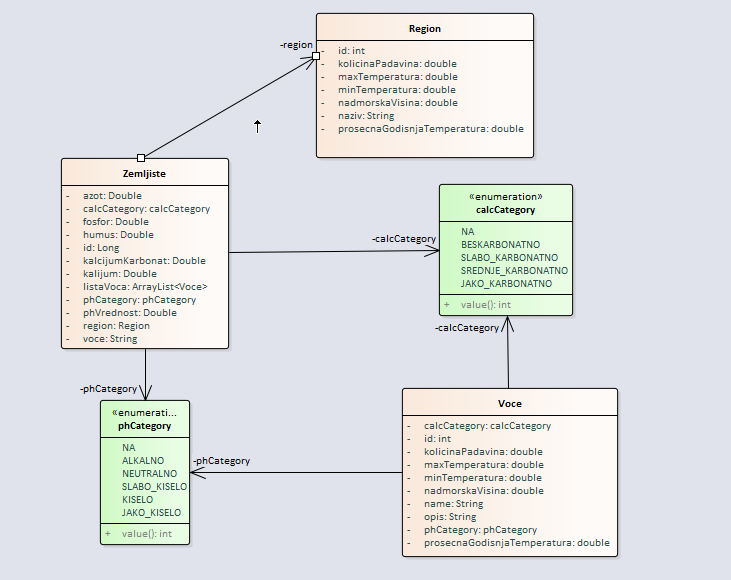 Region
-region
- id: int
- kolicinaPadavina: double
- maxTemperatura: double
- minTemperatura: double
- nadmorskaVisina: double
- naziv: String
- prosecnaGodisnjaTemperatura: double
Zemljiste
- azot: Double
- calcCategory: calcCategory
- fosfor: Double
- humus: Double
- id: Long
- kalcijumKarbonat: Double
- kalijum: Double
- listaVoca: ArrayList<Voce>
- phCategory: phCategory
- phVrednost: Double
- region: Region
- voce: String
-calcCategory
«enumeration»
calcCategory
NA
BESKARBONATNO
SLABO_KARBONATNO
SREDNJE_KARBONATNO
JAKO_KARBONATNO
+ value(): int
-calcCategory
-phCategory
«enumerati...
phCategory
NA
ALKALNO
NEUTRALNO
SLABO_KISELO
KISELO
JAKO_KISELO
+ value(): int
-phCategory
Voce
- calcCategory: calcCategory
- id: int
- kolicinaPadavina: double
- maxTemperatura: double
- minTemperatura: double
- nadmorskaVisina: double
- name: String
- opis: String
- phCategory: phCategory
- prosecnaGodisnjaTemperatura: double